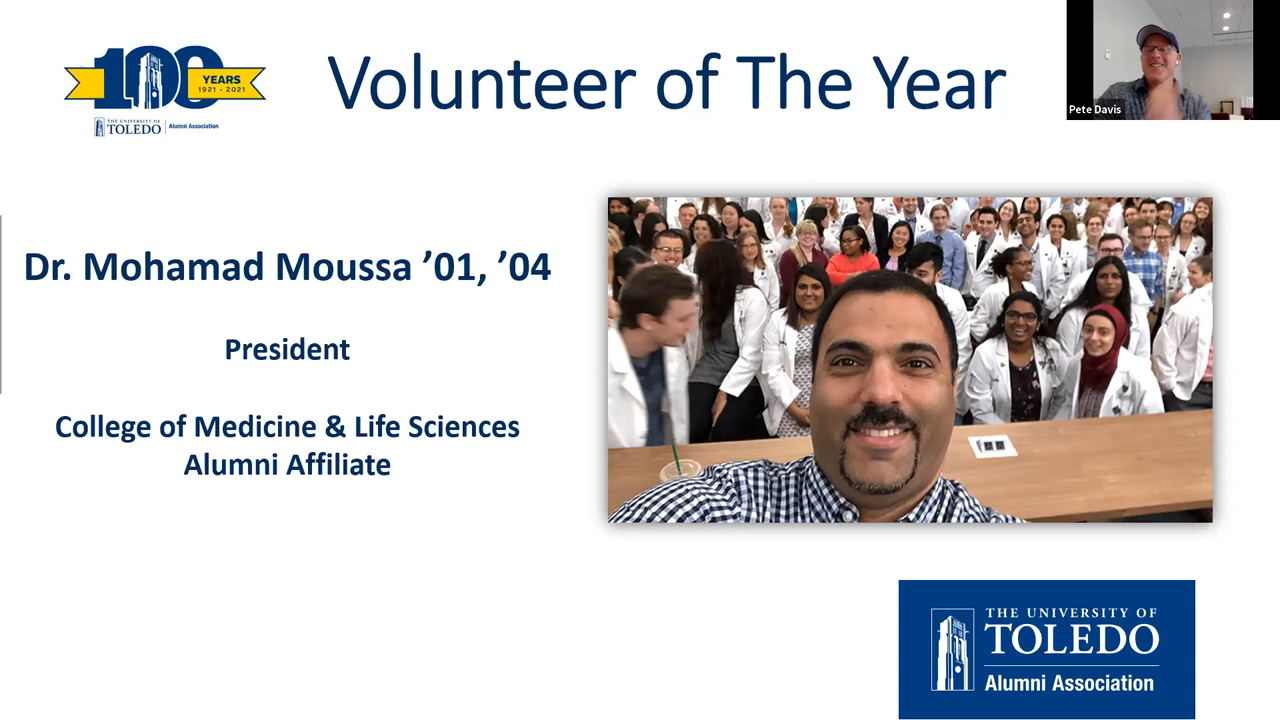 100
YEARS
1921 - 2021
THE UNIVERSITY OF
TOLEDO
Alumni Association
Volunteer of The Year
Pete Davis
Dr. Mohamad Moussa ’01, ’04
President
College of Medicine & Life Sciences
Alumni Affiliate
THE UNIVERSITY OF
TOLEDO
Alumni Association